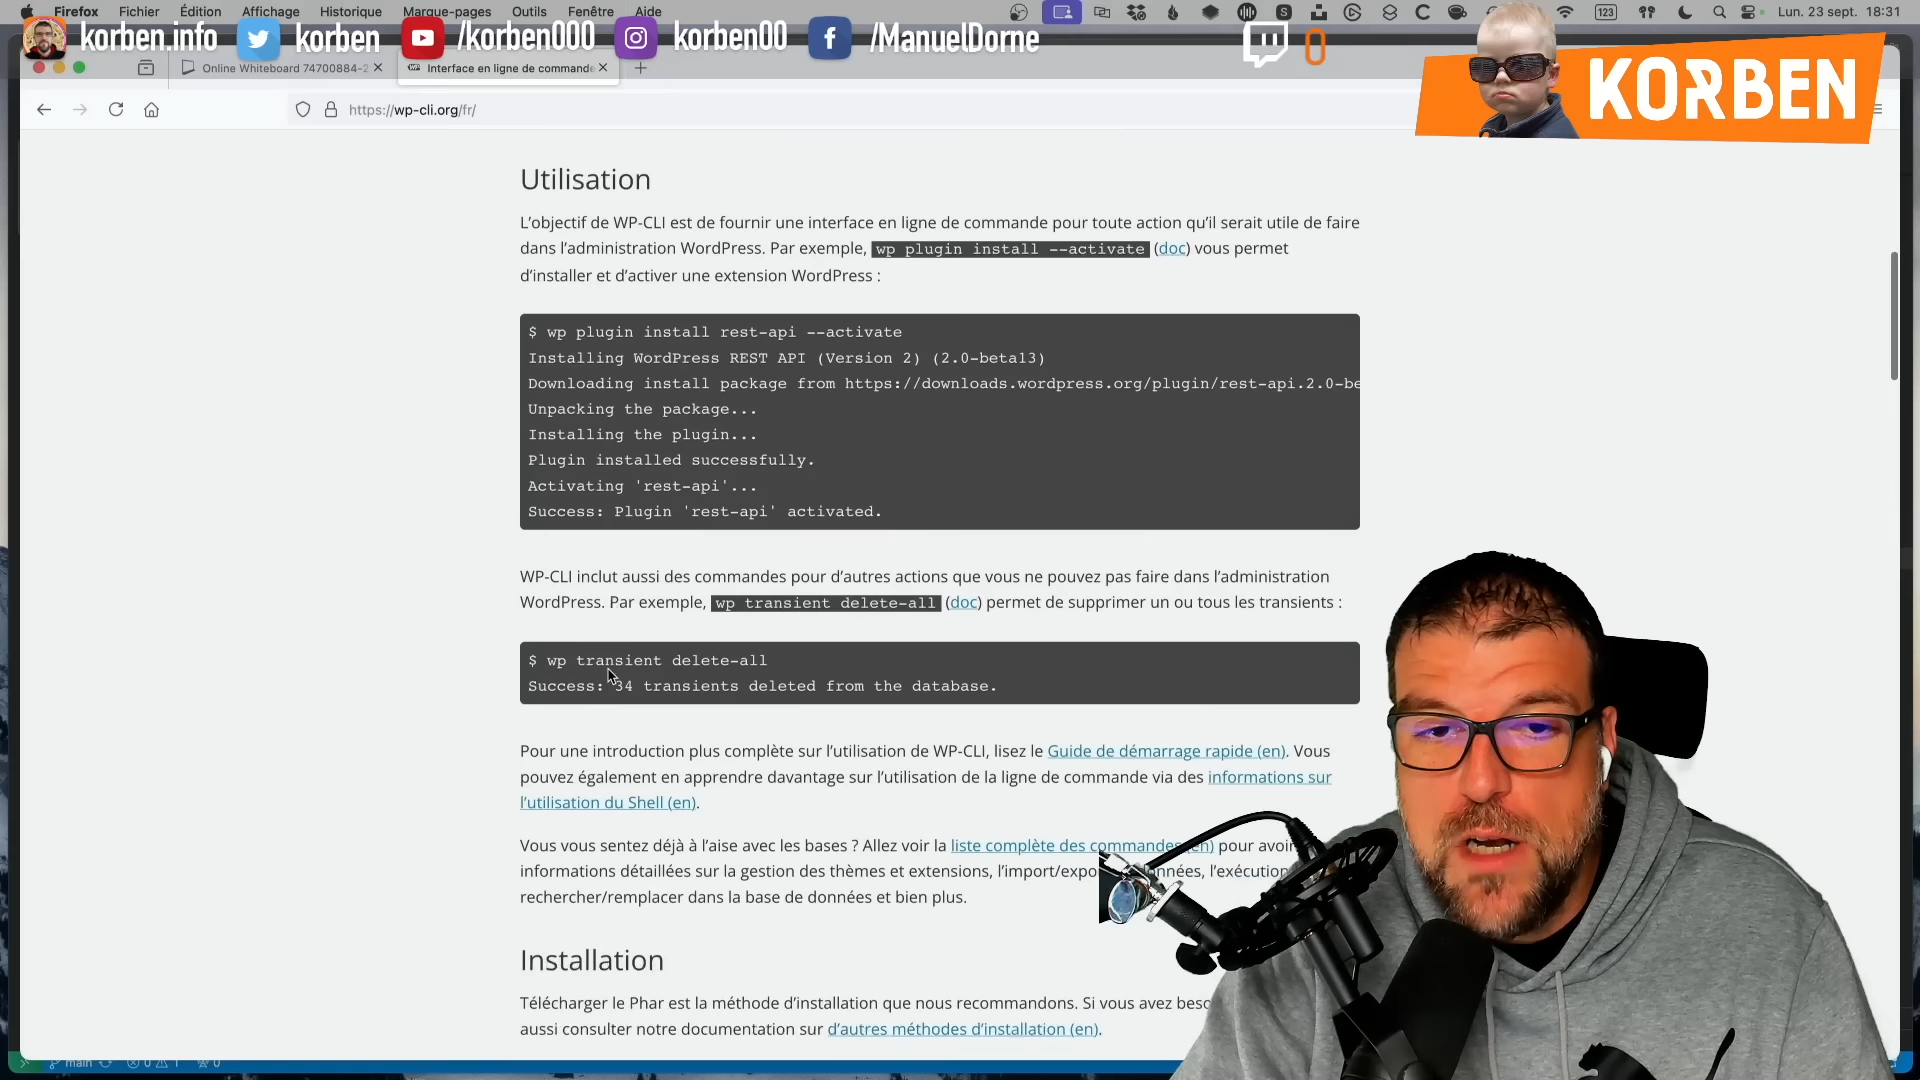 Firefox Fichier Édition Affichage Historique Marque-pages Outils Fenêtre Aide
123 Lun. 23 sept. 18:31
korben.info korben /korben000 korben00 /ManuelDorne 0
KORBEN
Online Whiteboard 74700884-2
Interface en ligne de commande
https://wp-cli.org/fr/
Utilisation
L’objectif de WP-CLI est de fournir une interface en ligne de commande pour toute action qu’il serait utile de faire
dans l’administration WordPress. Par exemple, wp plugin install --activate (doc) vous permet
d’installer et d’activer une extension WordPress :
$ wp plugin install rest-api --activate
Installing WordPress REST API (Version 2) (2.0-beta13)
Downloading install package from https://downloads.wordpress.org/plugin/rest-api.2.0-be
Unpacking the package...
Installing the plugin...
Plugin installed successfully.
Activating 'rest-api'...
Success: Plugin 'rest-api' activated.
WP-CLI inclut aussi des commandes pour d’autres actions que vous ne pouvez pas faire dans l’administration
WordPress. Par exemple, wp transient delete-all (doc) permet de supprimer un ou tous les transients :
$ wp transient delete-all
Success: 34 transients deleted from the database.
Pour une introduction plus complète sur l’utilisation de WP-CLI, lisez le Guide de démarrage rapide (en). Vous
pouvez également en apprendre davantage sur l’utilisation de la ligne de commande via des informations sur
l’utilisation du Shell (en).
Vous vous sentez déjà à l’aise avec les bases ? Allez voir la liste complète des commandes (en) pour avoir
informations détaillées sur la gestion des thèmes et extensions, l’import/expo nnées, l’exécution
rechercher/remplacer dans la base de données et bien plus.
Installation
Télécharger le Phar est la méthode d’installation que nous recommandons. Si vous avez beso
aussi consulter notre documentation sur d’autres méthodes d’installation (en).
main 0 1 0